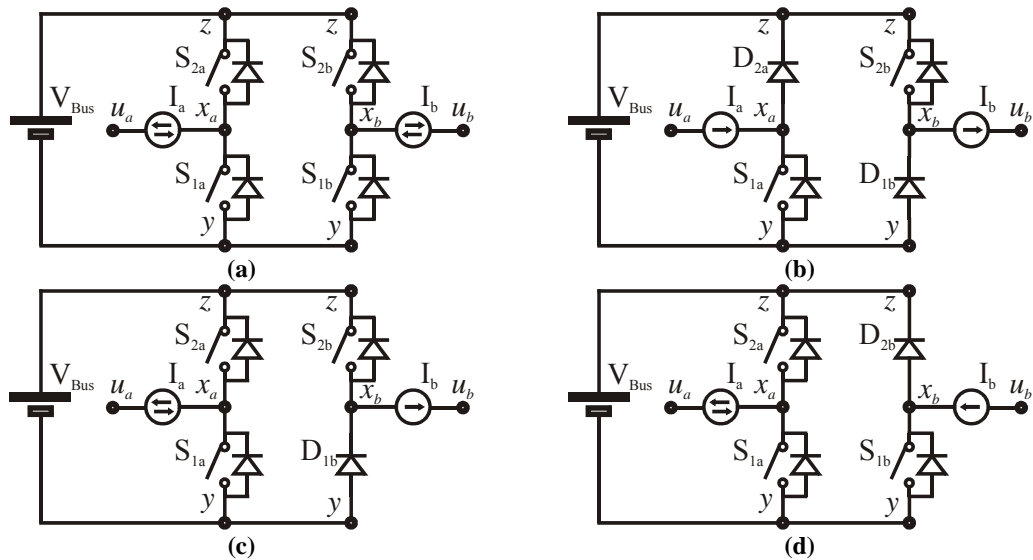 z z
S2a S2b
VBus ua Ia xa xb Ib ub
S1a S1b
y y
(a)
z z
D2a S2b
VBus ua Ia xa xb Ib ub
S1a D1b
y y
(b)
z z
S2a S2b
VBus ua Ia xa xb Ib ub
S1a D1b
y
(c)
z z
S2a D2b
VBus ua Ia xa xb Ib ub
S1a S1b
y y
(d)